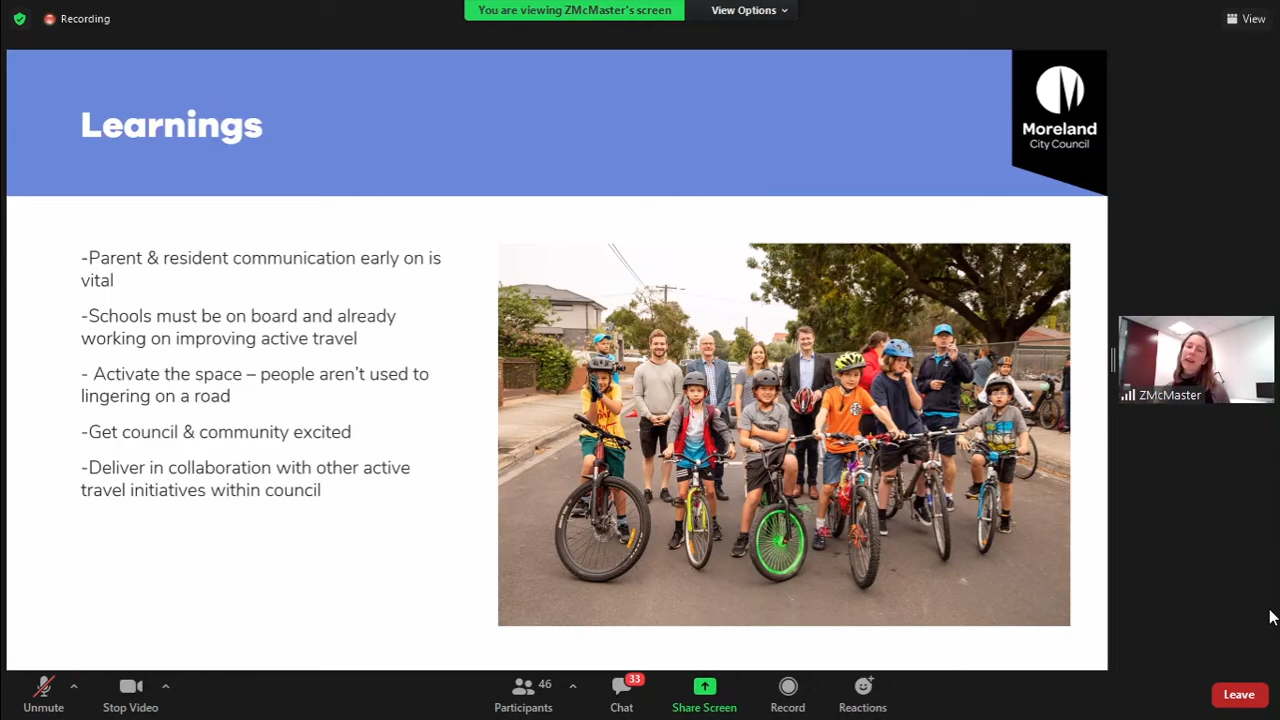 Recording
You are viewing ZMcMaster's screen
View Options
View
Learnings
Moreland
City Council
-Parent & resident communication early on is
vital
-Schools must be on board and already
working on improving active travel
- Activate the space – people aren't used to
lingering on a road
-Get council & community excited
-Deliver in collaboration with other active
travel initiatives within council
ZMcMaster
Unmute
Stop Video
46
Participants
33
Chat
Share Screen
Record
Reactions
Leave